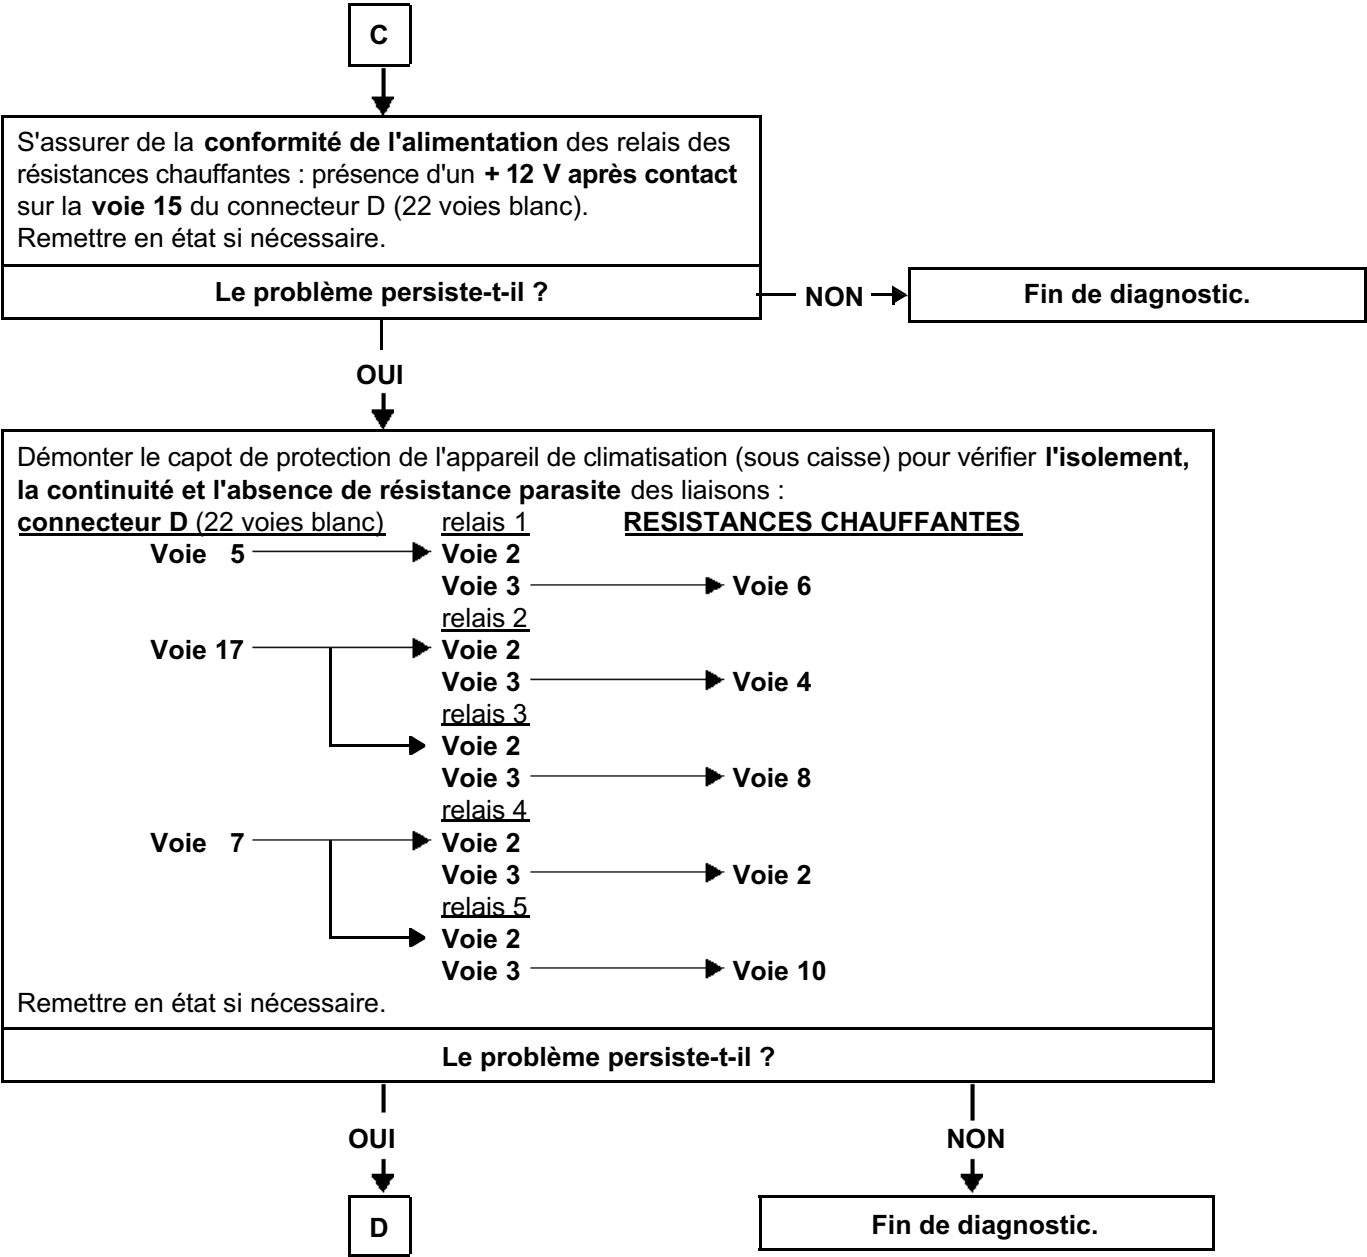 C
S'assurer de la conformité de l'alimentation des relais des
résistances chauffantes : présence d'un + 12 V après contact
sur la voie 15 du connecteur D (22 voies blanc).
Remettre en état si nécessaire.
Le problème persiste-t-il ?
NON
Fin de diagnostic.
OUI
Démonter le capot de protection de l'appareil de climatisation (sous caisse) pour vérifier l'isolement,
la continuité et l'absence de résistance parasite des liaisons :
connecteur D (22 voies blanc) relais 1 RESISTANCES CHAUFFANTES
Voie 5 Voie 2
Voie 3 Voie 6
relais 2
Voie 17 Voie 2
Voie 3 Voie 4
relais 3
Voie 2
Voie 3 Voie 8
relais 4
Voie 7 Voie 2
Voie 3 Voie 2
relais 5
Voie 2
Voie 3 Voie 10
Remettre en état si nécessaire.
Le problème persiste-t-il ?
OUI NON
D Fin de diagnostic.